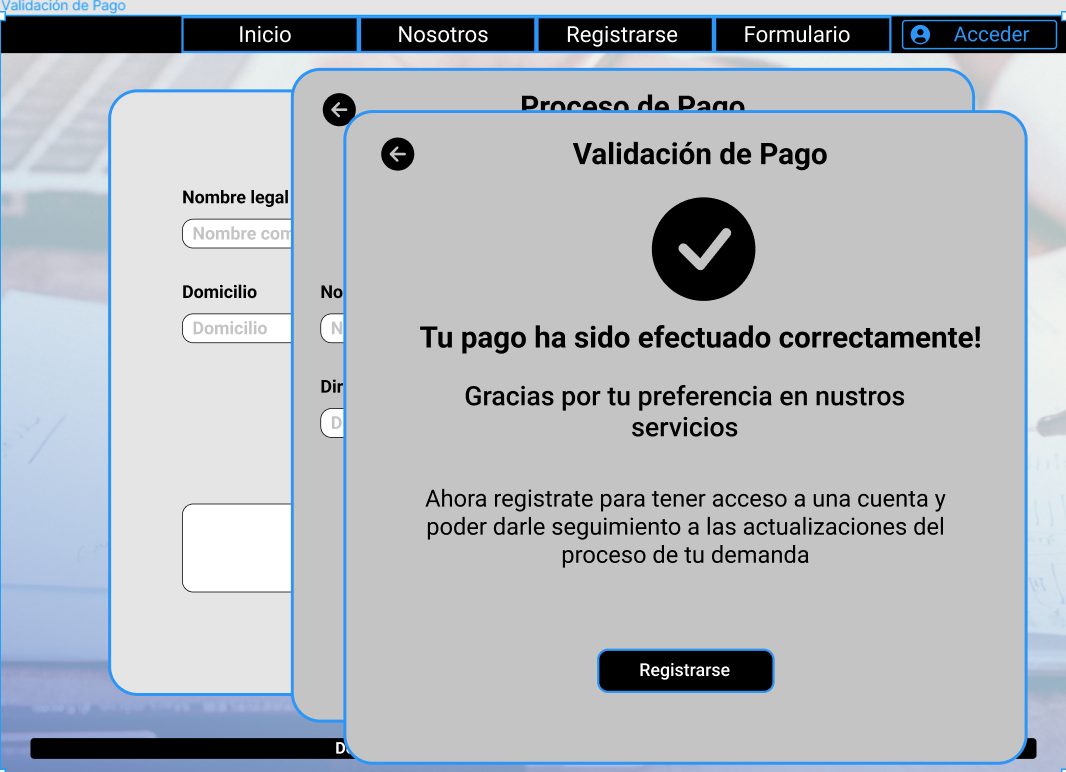 Validación de Pago
Inicio Nosotros Registrarse Formulario Acceder
Proceso de Pago
Validación de Pago
Nombre legal
Nombre com
Domicilio
Domicilio
No
N
Dir
D
Tu pago ha sido efectuado correctamente!
Gracias por tu preferencia en nustros
servicios
Ahora registrate para tener acceso a una cuenta y
poder darle seguimiento a las actualizaciones del
proceso de tu demanda
Registrarse